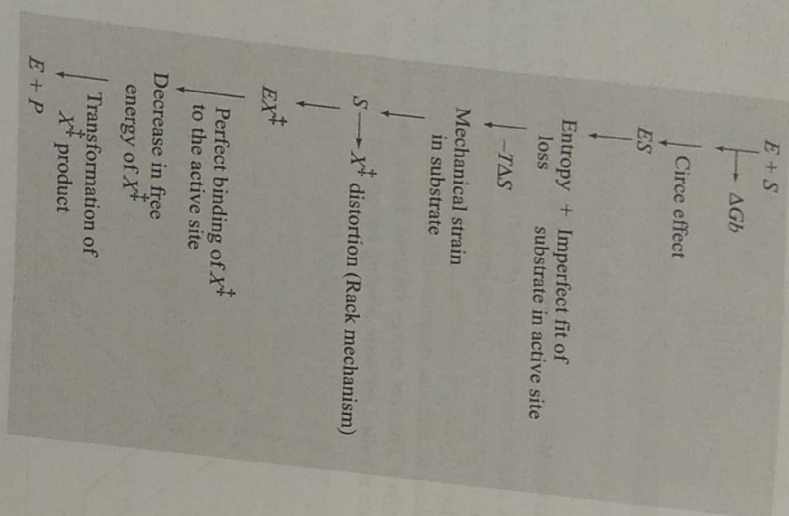 E + S
ΔGb
Circe effect
ES
Entropy + Imperfect fit of
loss substrate in active site
–TΔS
Mechanical strain
in substrate
S → X‡ distortion (Rack mechanism)
EX‡
Perfect binding of X‡
to the active site
Decrease in free
energy of X‡
Transformation of
X‡ product
E + P